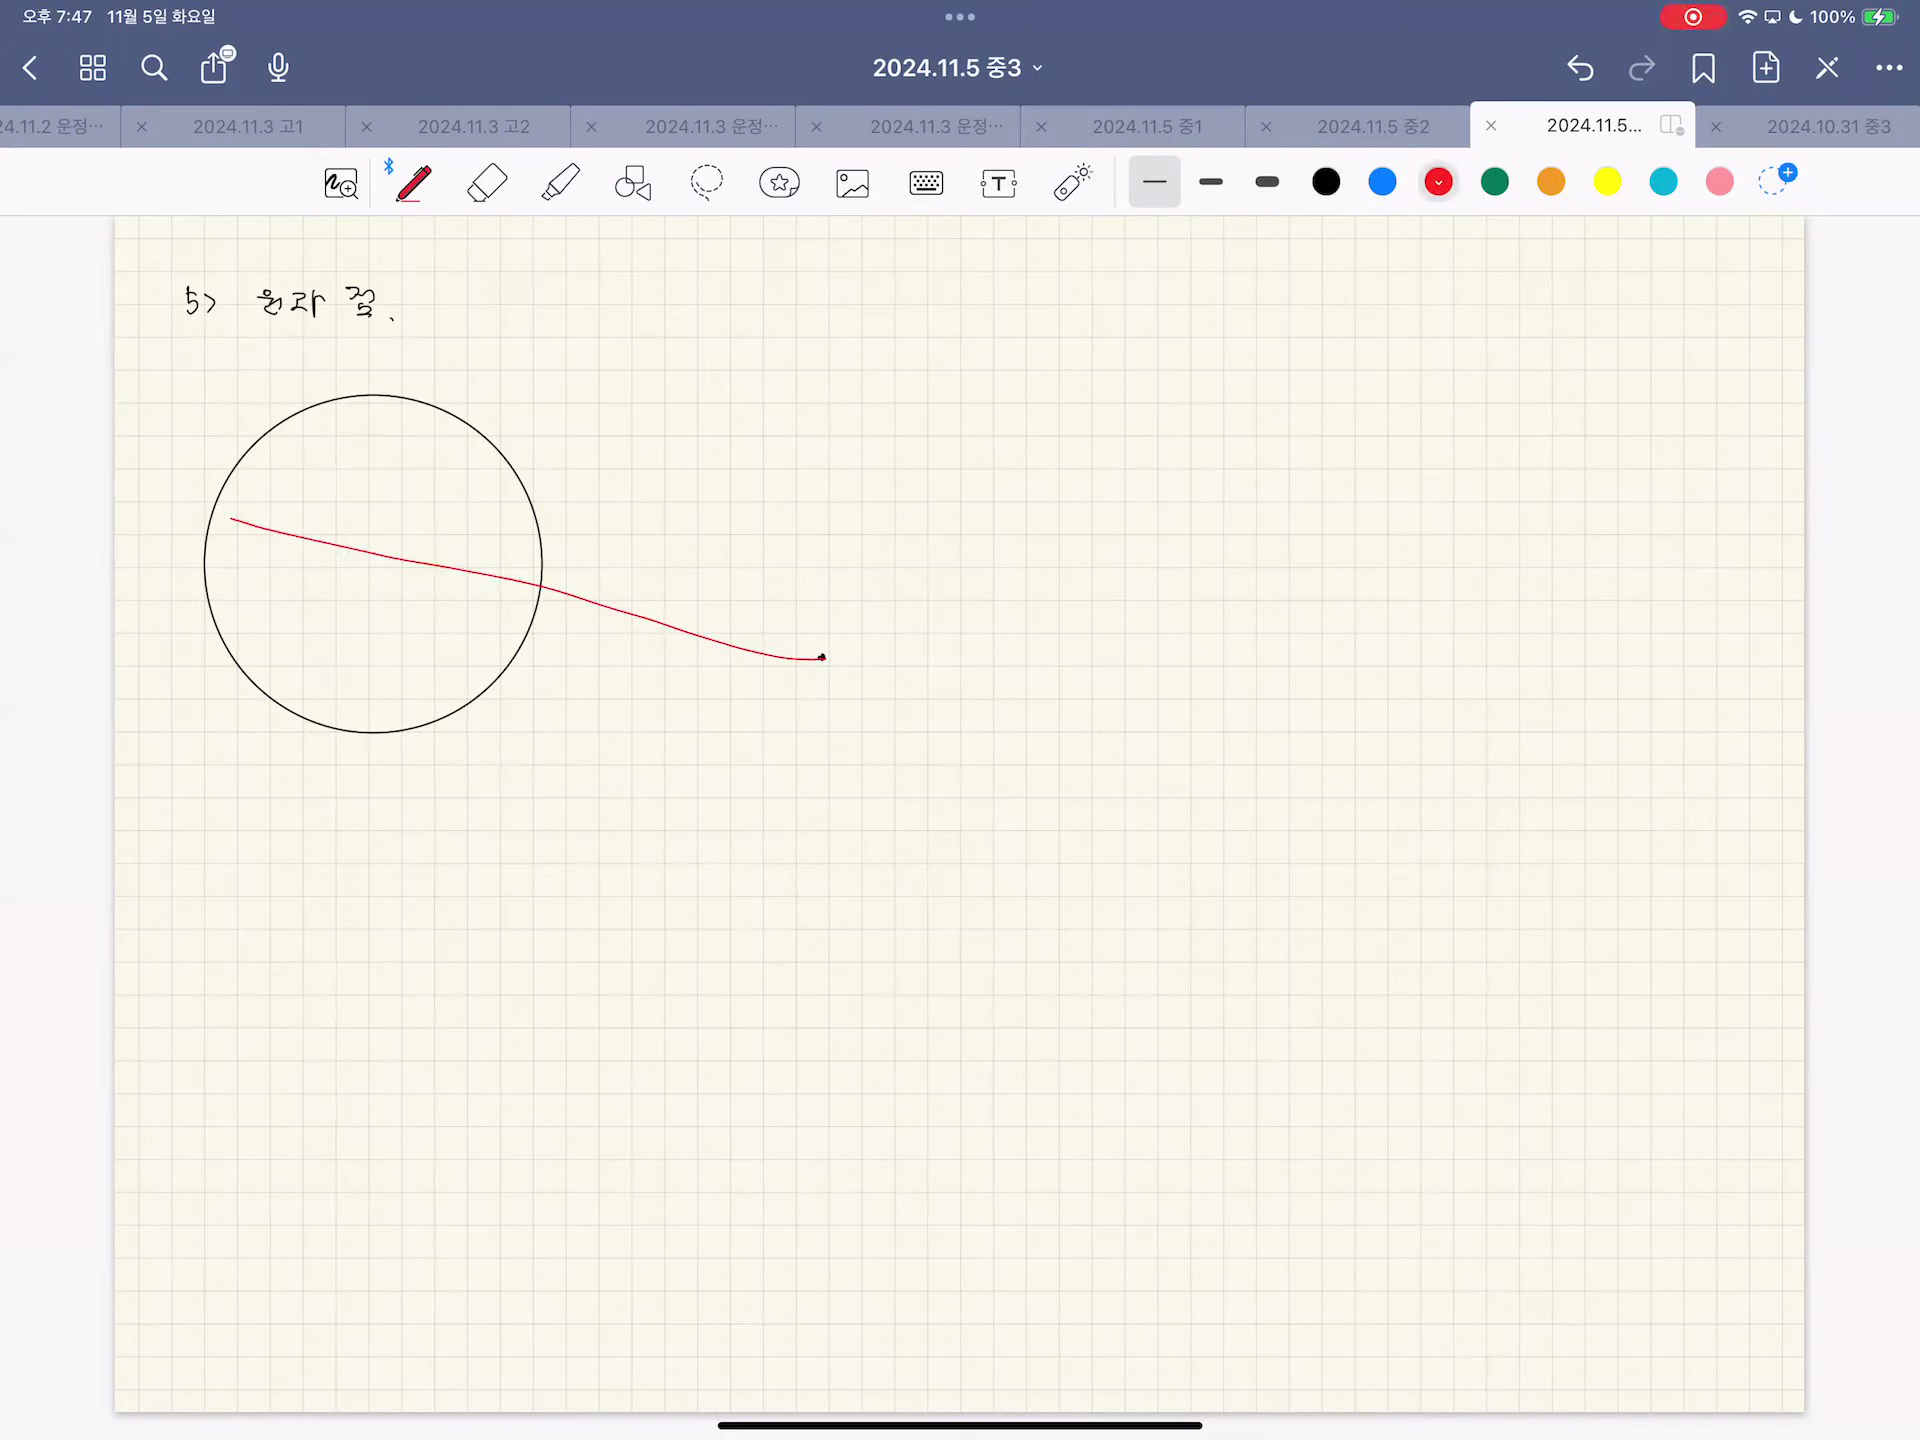 오후 7:47 11월 5일 화요일
100%
2024.11.5 중3
24.11.2 운정…
2024.11.3 고1
2024.11.3 고2
2024.11.3 운정…
2024.11.3 운정…
2024.11.5 중1
2024.11.5 중2
2024.11.5...
2024.10.31 중3
T
5> 원과 점.